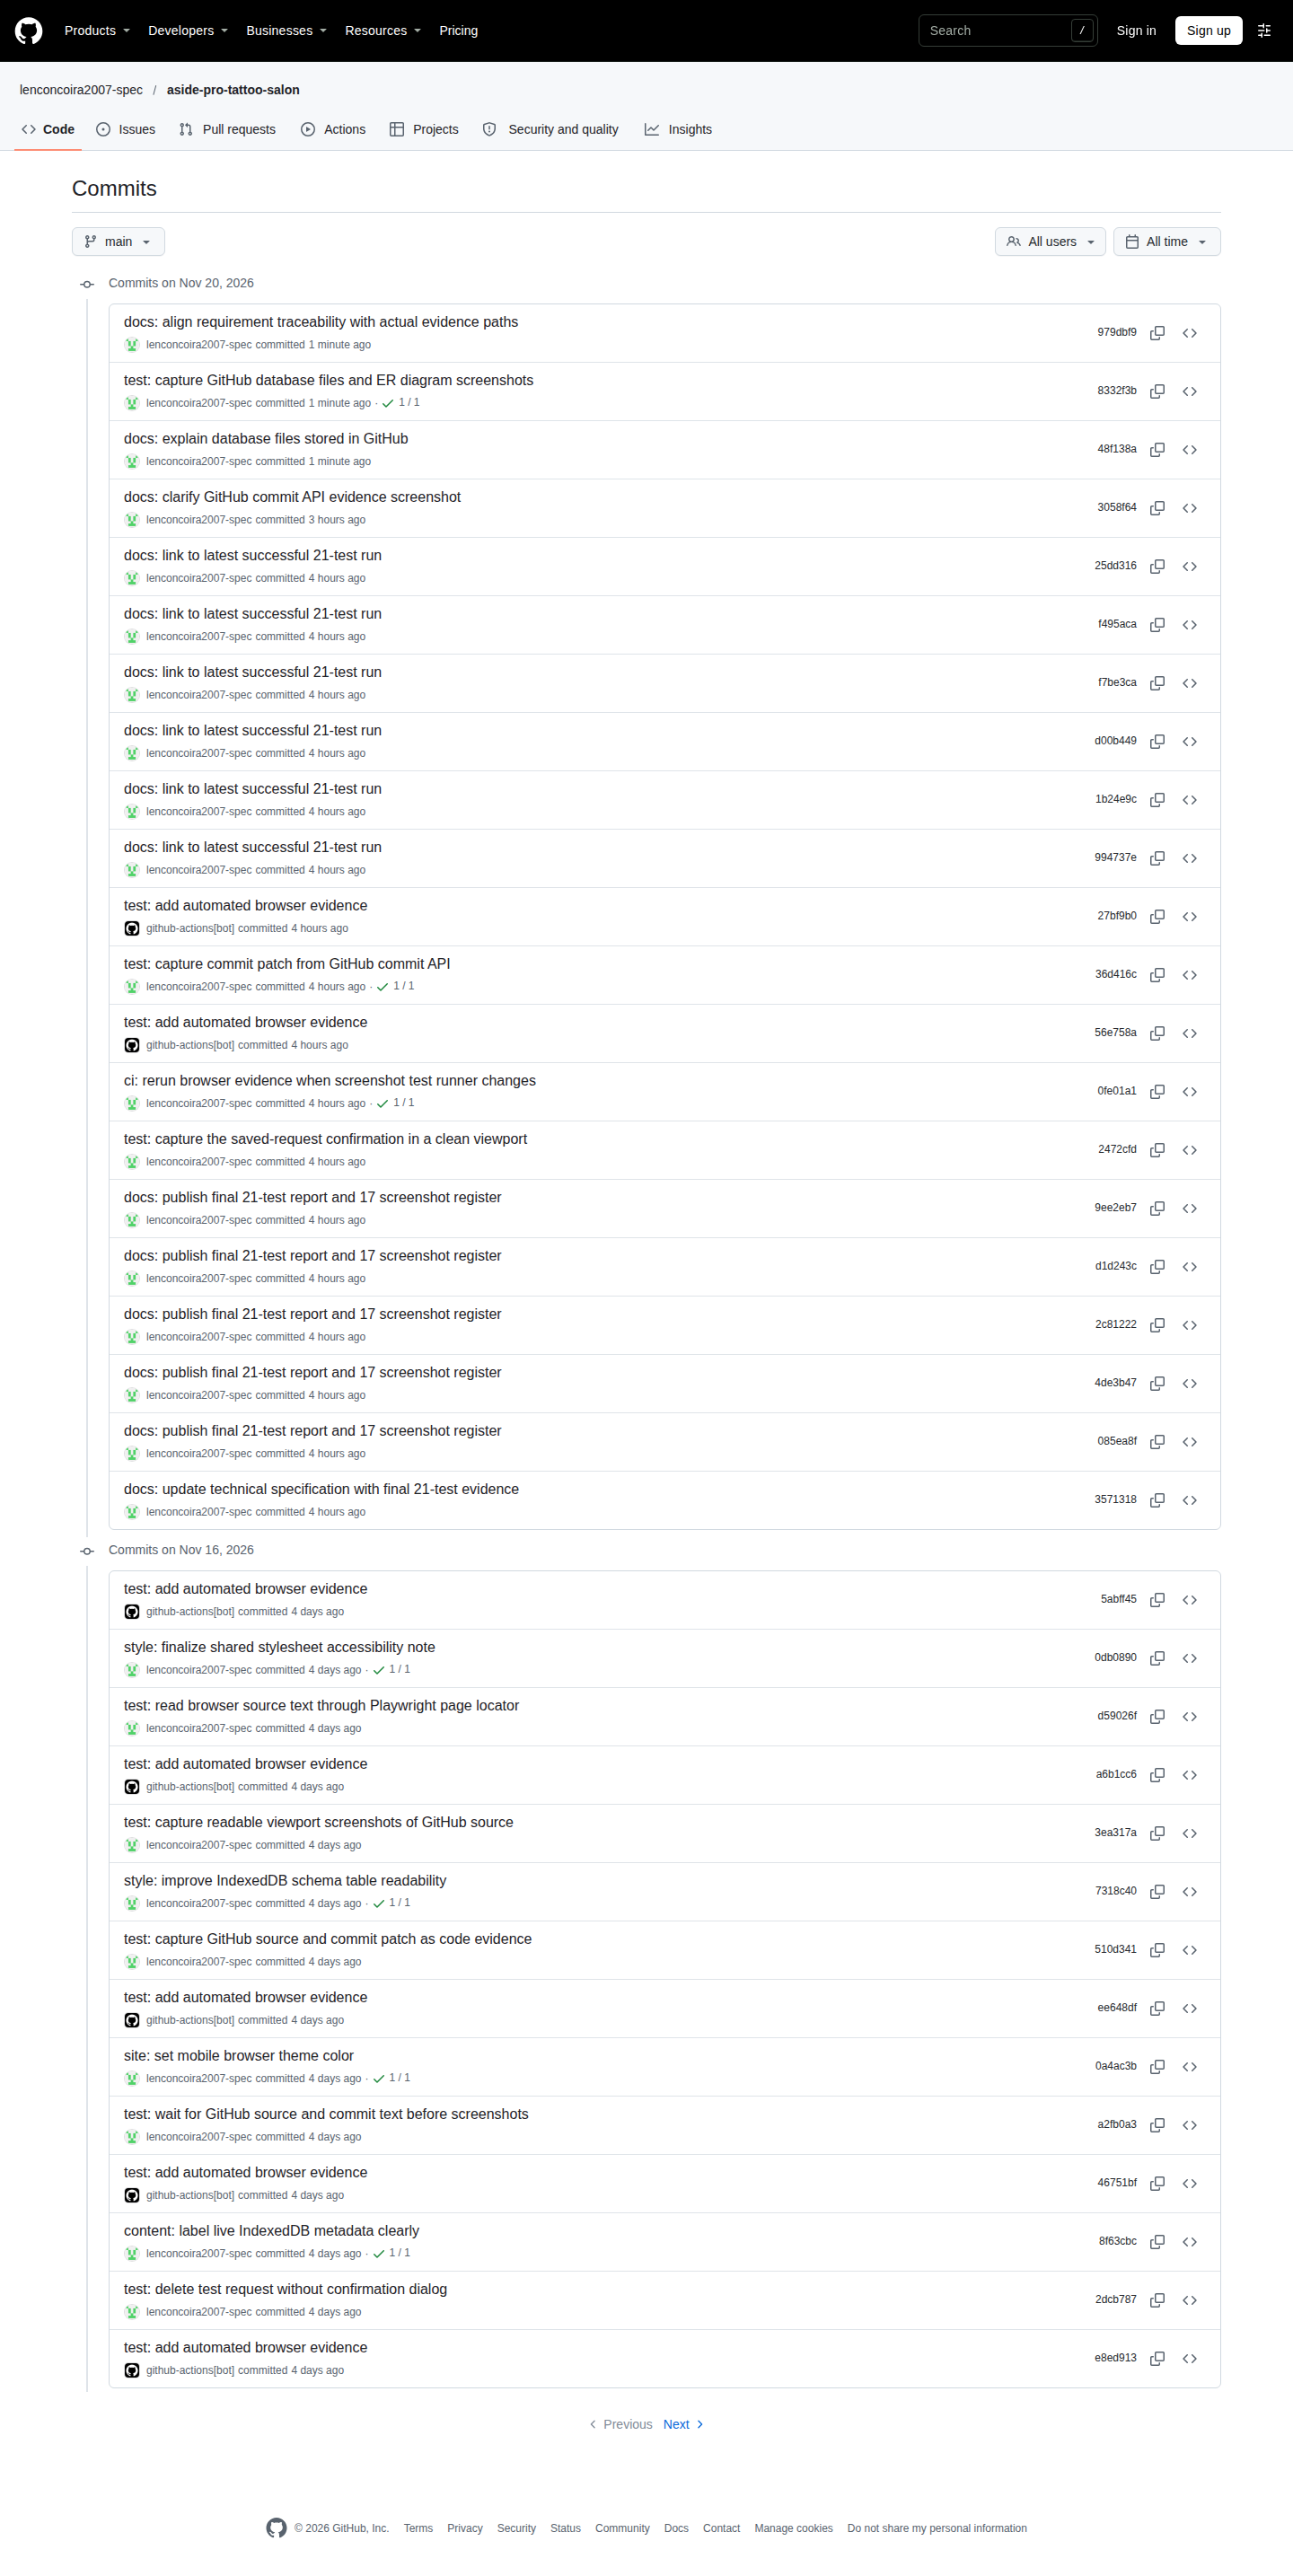 Products Developers Businesses Resources Pricing Search / Sign in Sign up
lenconcoira2007-spec / aside-pro-tattoo-salon
Code Issues Pull requests Actions Projects Security and quality Insights
Commits
main All users All time
Commits on Nov 20, 2026
docs: align requirement traceability with actual evidence paths
lenconcoira2007-spec committed 1 minute ago
979dbf9
test: capture GitHub database files and ER diagram screenshots
lenconcoira2007-spec committed 1 minute ago · 1 / 1
8332f3b
docs: explain database files stored in GitHub
lenconcoira2007-spec committed 1 minute ago
48f138a
docs: clarify GitHub commit API evidence screenshot
lenconcoira2007-spec committed 3 hours ago
3058f64
docs: link to latest successful 21-test run
lenconcoira2007-spec committed 4 hours ago
25dd316
docs: link to latest successful 21-test run
lenconcoira2007-spec committed 4 hours ago
f495aca
docs: link to latest successful 21-test run
lenconcoira2007-spec committed 4 hours ago
f7be3ca
docs: link to latest successful 21-test run
lenconcoira2007-spec committed 4 hours ago
d00b449
docs: link to latest successful 21-test run
lenconcoira2007-spec committed 4 hours ago
1b24e9c
docs: link to latest successful 21-test run
lenconcoira2007-spec committed 4 hours ago
994737e
test: add automated browser evidence
github-actions[bot] committed 4 hours ago
27bf9b0
test: capture commit patch from GitHub commit API
lenconcoira2007-spec committed 4 hours ago · 1 / 1
36d416c
test: add automated browser evidence
github-actions[bot] committed 4 hours ago
56e758a
ci: rerun browser evidence when screenshot test runner changes
lenconcoira2007-spec committed 4 hours ago · 1 / 1
0fe01a1
test: capture the saved-request confirmation in a clean viewport
lenconcoira2007-spec committed 4 hours ago
2472cfd
docs: publish final 21-test report and 17 screenshot register
lenconcoira2007-spec committed 4 hours ago
9ee2eb7
docs: publish final 21-test report and 17 screenshot register
lenconcoira2007-spec committed 4 hours ago
d1d243c
docs: publish final 21-test report and 17 screenshot register
lenconcoira2007-spec committed 4 hours ago
2c81222
docs: publish final 21-test report and 17 screenshot register
lenconcoira2007-spec committed 4 hours ago
4de3b47
docs: publish final 21-test report and 17 screenshot register
lenconcoira2007-spec committed 4 hours ago
085ea8f
docs: update technical specification with final 21-test evidence
lenconcoira2007-spec committed 4 hours ago
3571318
Commits on Nov 16, 2026
test: add automated browser evidence
github-actions[bot] committed 4 days ago
5abff45
style: finalize shared stylesheet accessibility note
lenconcoira2007-spec committed 4 days ago · 1 / 1
0db0890
test: read browser source text through Playwright page locator
lenconcoira2007-spec committed 4 days ago
d59026f
test: add automated browser evidence
github-actions[bot] committed 4 days ago
a6b1cc6
test: capture readable viewport screenshots of GitHub source
lenconcoira2007-spec committed 4 days ago
3ea317a
style: improve IndexedDB schema table readability
lenconcoira2007-spec committed 4 days ago · 1 / 1
7318c40
test: capture GitHub source and commit patch as code evidence
lenconcoira2007-spec committed 4 days ago
510d341
test: add automated browser evidence
github-actions[bot] committed 4 days ago
ee648df
site: set mobile browser theme color
lenconcoira2007-spec committed 4 days ago · 1 / 1
0a4ac3b
test: wait for GitHub source and commit text before screenshots
lenconcoira2007-spec committed 4 days ago
a2fb0a3
test: add automated browser evidence
github-actions[bot] committed 4 days ago
46751bf
content: label live IndexedDB metadata clearly
lenconcoira2007-spec committed 4 days ago · 1 / 1
8f63cbc
test: delete test request without confirmation dialog
lenconcoira2007-spec committed 4 days ago
2dcb787
test: add automated browser evidence
github-actions[bot] committed 4 days ago
e8ed913
Previous Next
© 2026 GitHub, Inc. Terms Privacy Security Status Community Docs Contact Manage cookies Do not share my personal information